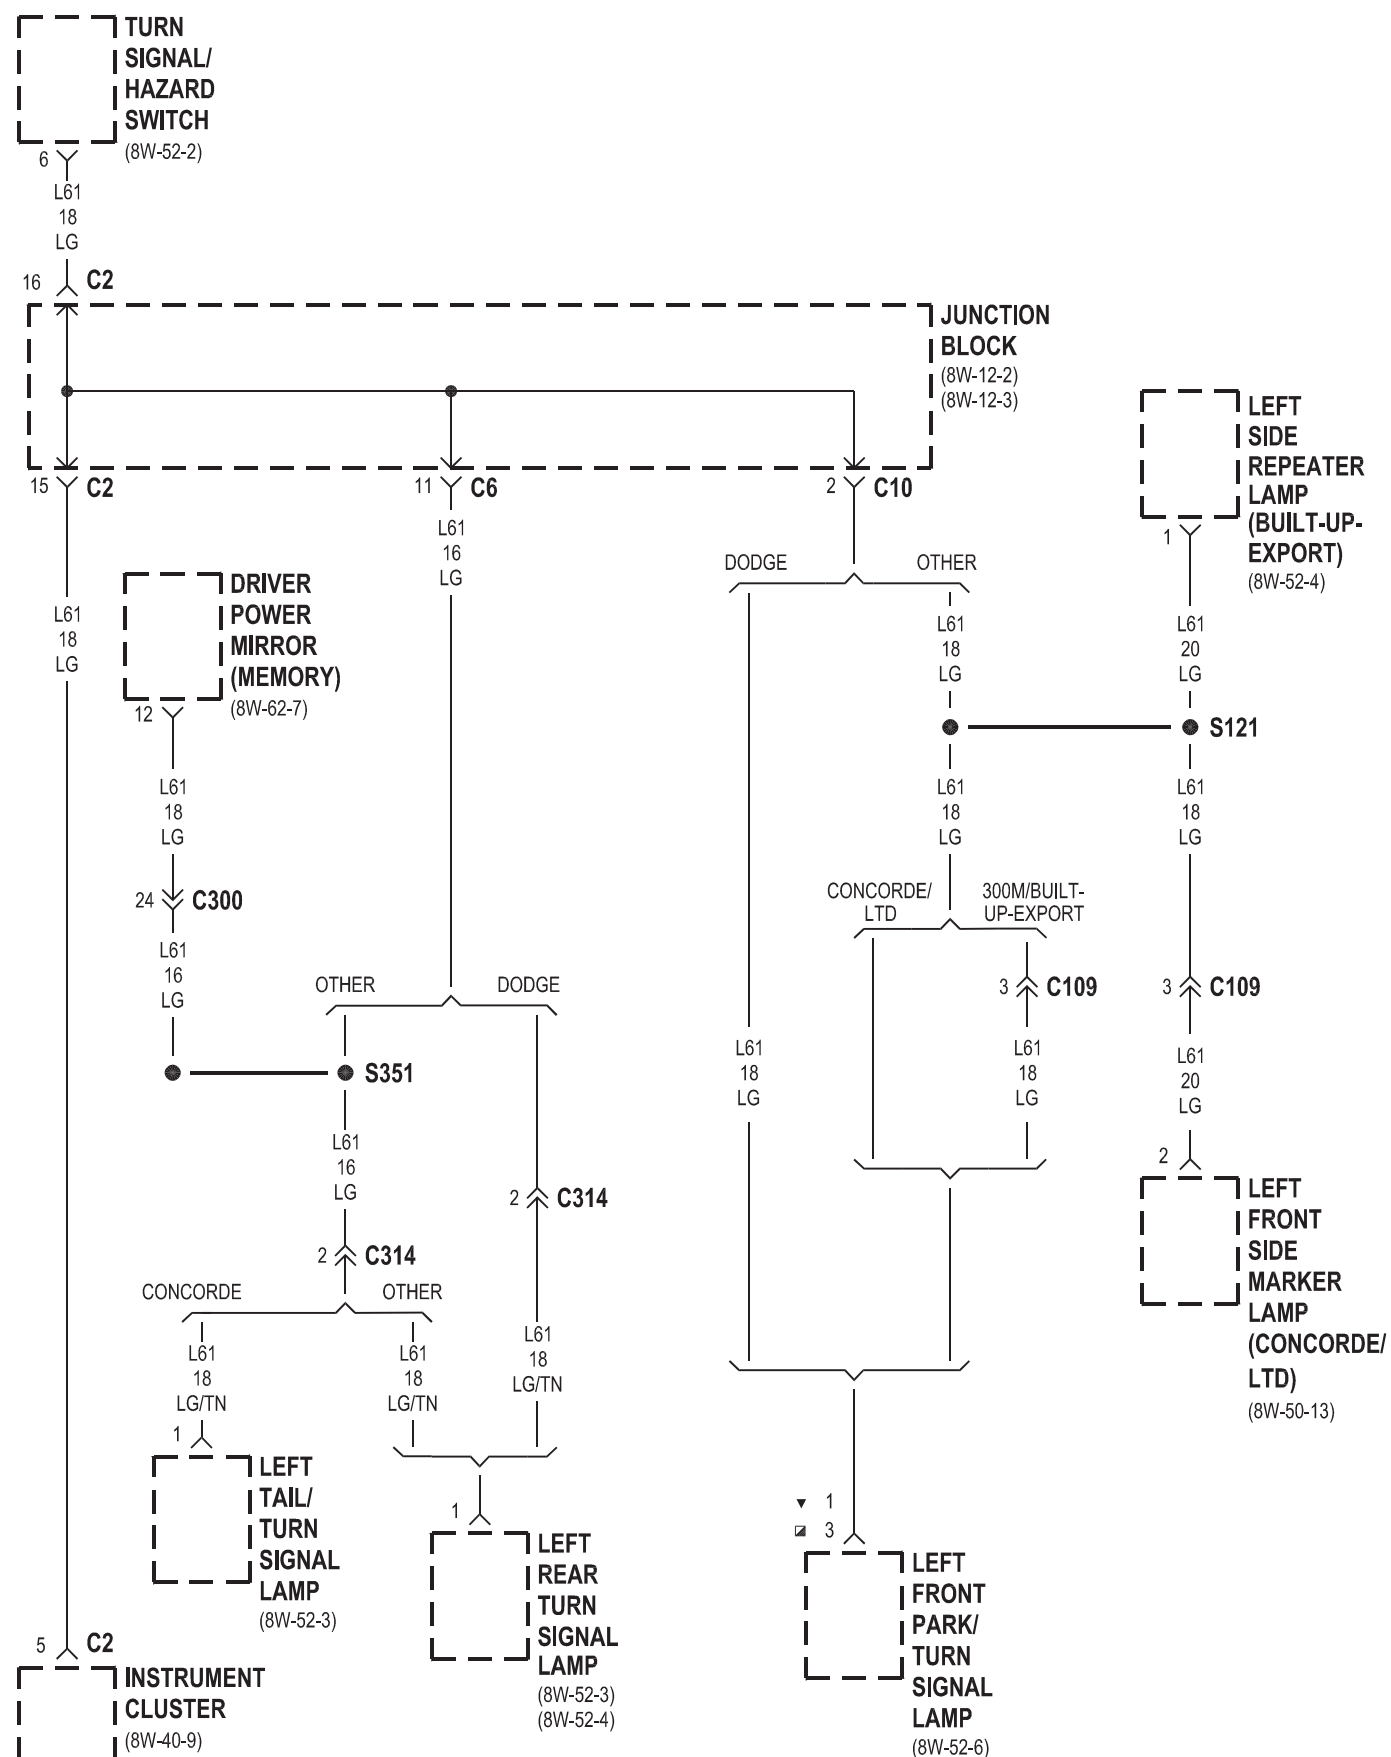 TURN
SIGNAL/
HAZARD
SWITCH
(8W-52-2)
6
L61
18
LG
16 C2
JUNCTION
BLOCK
(8W-12-2)
(8W-12-3)
15 C2
11 C6
2 C10
L61
16
LG
LEFT
SIDE
REPEATER
LAMP
(BUILT-UP-
EXPORT)
(8W-52-4)
1
DODGE OTHER
L61
18
LG
DRIVER
POWER
MIRROR
(MEMORY)
(8W-62-7)
12
L61
18
LG
L61
20
LG
S121
L61
18
LG
L61
18
LG
L61
18
LG
24 C300
L61
16
LG
CONCORDE/
LTD
300M/BUILT-
UP-EXPORT
3 C109
3 C109
OTHER DODGE
S351
L61
18
LG
L61
18
LG
L61
20
LG
L61
16
LG
2 C314
2 C314
2
LEFT
FRONT
SIDE
MARKER
LAMP
(CONCORDE/
LTD)
(8W-50-13)
CONCORDE OTHER
L61
18
LG/TN
L61
18
LG/TN
L61
18
LG/TN
1
LEFT
TAIL/
TURN
SIGNAL
LAMP
(8W-52-3)
1
LEFT
REAR
TURN
SIGNAL
LAMP
(8W-52-3)
(8W-52-4)
▼ 1
◪ 3
LEFT
FRONT
PARK/
TURN
SIGNAL
LAMP
(8W-52-6)
5 C2
INSTRUMENT
CLUSTER
(8W-40-9)